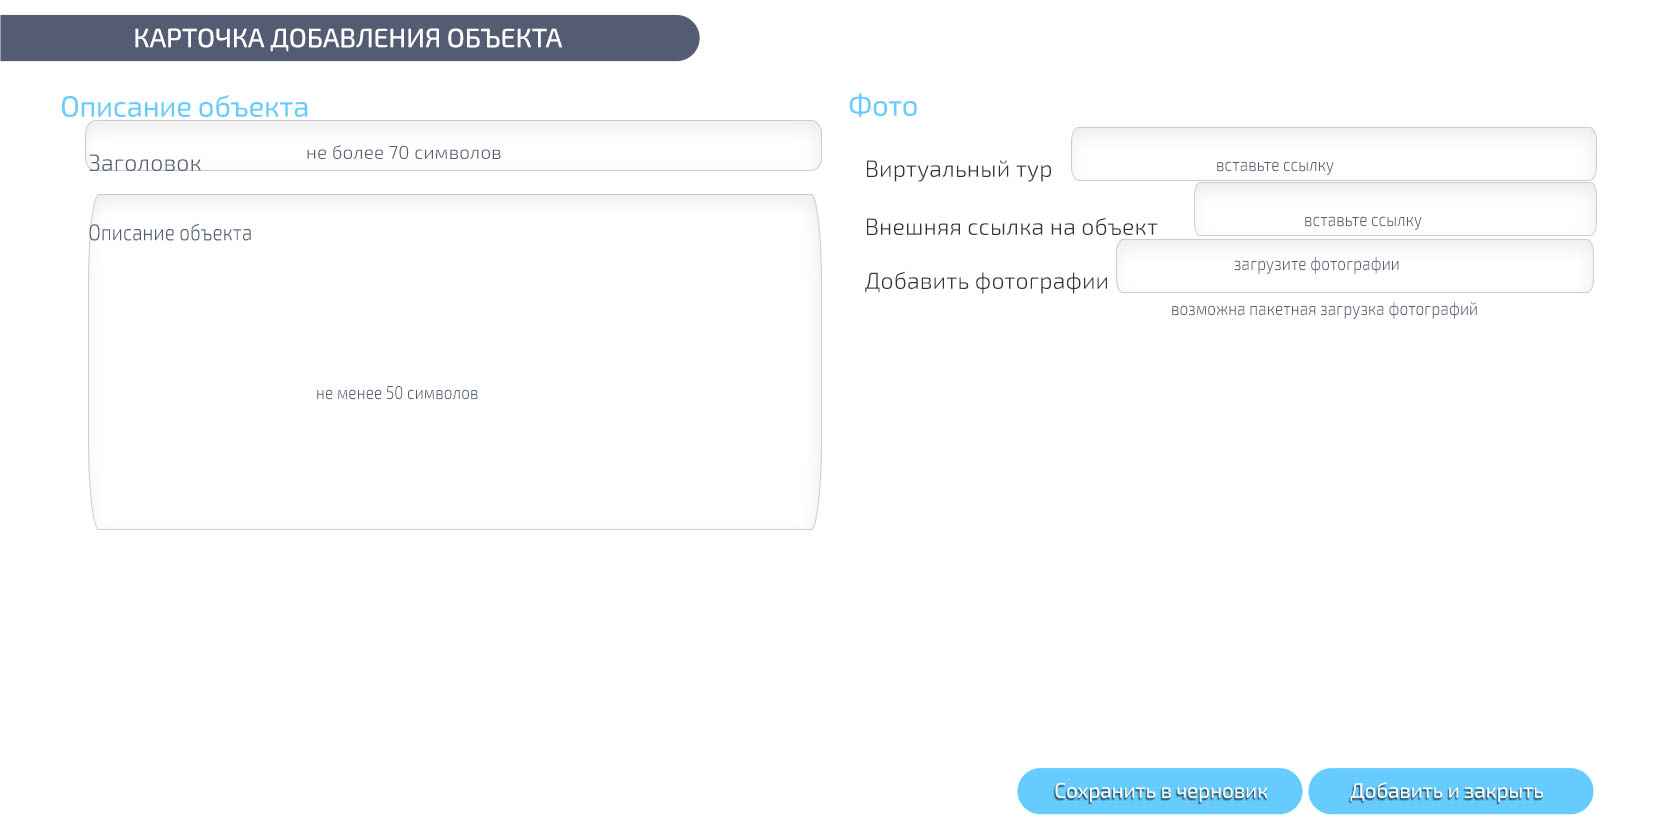 КАРТОЧКА ДОБАВЛЕНИЯ ОБЪЕКТА
Описание объекта
Заголовок
не более 70 символов
Описание объекта
не менее 50 символов
Фото
Виртуальный тур
вставьте ссылку
Внешняя ссылка на объект
вставьте ссылку
Добавить фотографии
загрузите фотографии
возможна пакетная загрузка фотографий
Сохранить в черновик
Добавить и закрыть